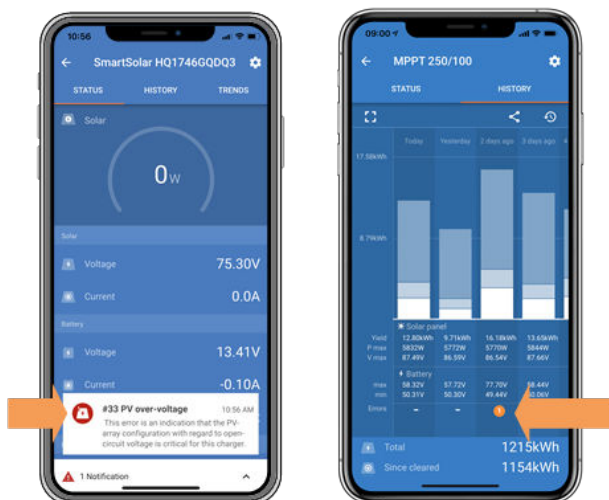 10:56
SmartSolar HQ1746GQDQ3
STATUS HISTORY TRENDS
Solar
0w
Solar
Voltage 75.30V
Current 0.0A
Battery
Voltage 13.41V
Current -0.10A
#33 PV over-voltage 10:56 AM
This error is an indication that the PV-
array configuration with regard to open-
circuit voltage is critical for this charger.
1 Notification
09:00
MPPT 250/100
STATUS HISTORY
Today Yesterday 2 days ago 3 days ago 4
17.58kWh
8.79kWh
Solar panel
Yield 12.80kWh 9.71kWh 16.18kWh 13.65kWh
P max 5832W 5772W 5770W 5844W
V max 87.49V 86.59V 86.54V 87.66V
Battery
max 58.32V 57.72V 77.70V 58.44V
min 50.31V 50.30V 49.44V 50.06V
Errors - - 1
Total 1215kWh
Since cleared 1154kWh